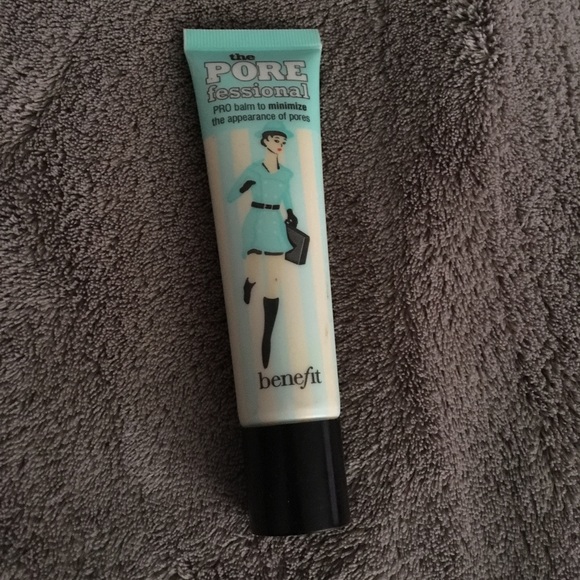 the
PORE
fessional
PRO balm to minimize
the appearance of pores
benefit